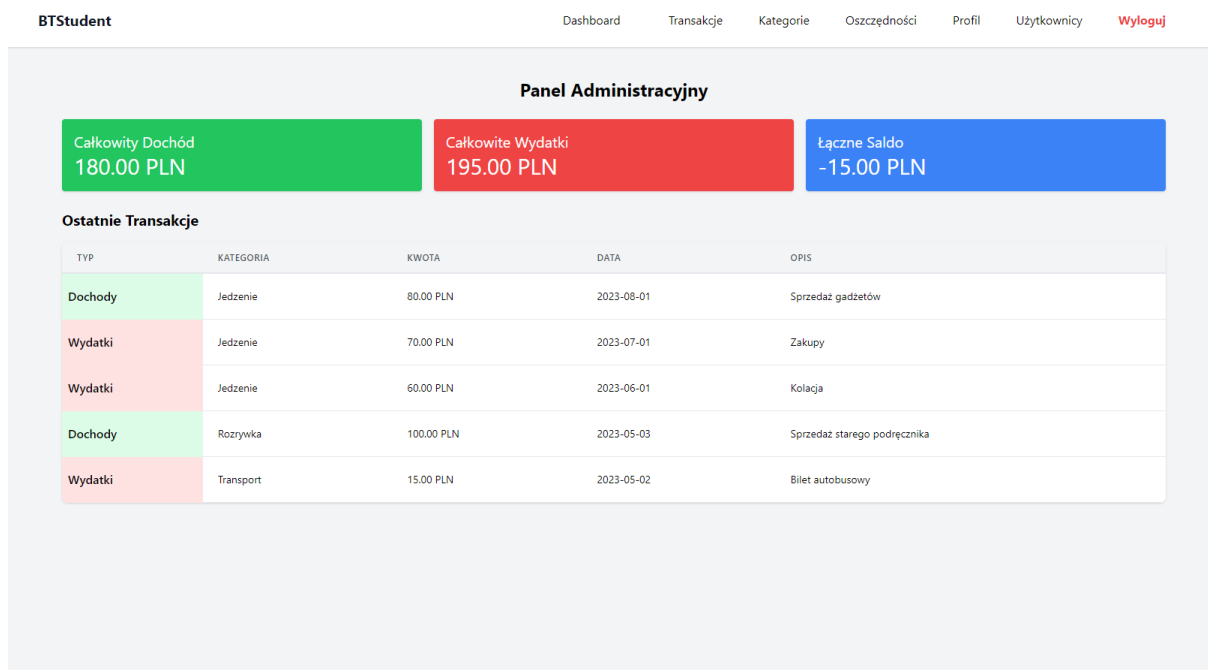 BTStudent Dashboard Transakcje Kategorie Oszczędności Profil Użytkownicy Wyloguj
Panel Administracyjny
Całkowity Dochód
180.00 PLN
Całkowite Wydatki
195.00 PLN
Łączne Saldo
-15.00 PLN
Ostatnie Transakcje
TYP KATEGORIA KWOTA DATA OPIS
Dochody Jedzenie 80.00 PLN 2023-08-01 Sprzedaż gadżetów
Wydatki Jedzenie 70.00 PLN 2023-07-01 Zakupy
Wydatki Jedzenie 60.00 PLN 2023-06-01 Kolacja
Dochody Rozrywka 100.00 PLN 2023-05-03 Sprzedaż starego podręcznika
Wydatki Transport 15.00 PLN 2023-05-02 Bilet autobusowy